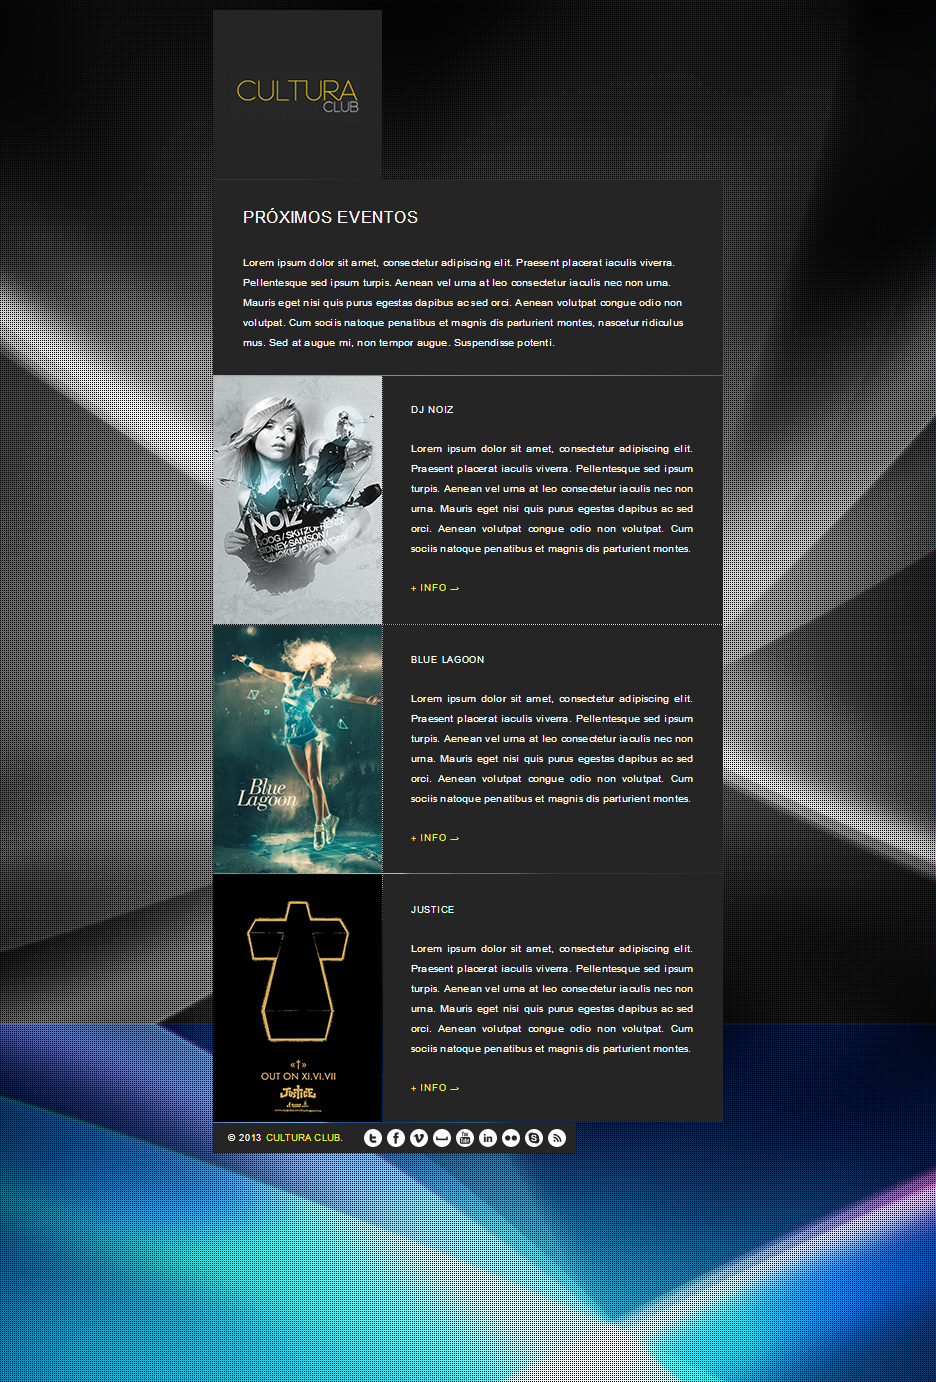 CULTURA
CLUB
PRÓXIMOS EVENTOS
Lorem ipsum dolor sit amet, consectetur adipiscing elit. Praesent placerat iaculis viverra.
Pellentesque sed ipsum turpis. Aenean vel urna at leo consectetur iaculis nec non urna.
Mauris eget nisi quis purus egestas dapibus ac sed orci. Aenean volutpat congue odio non
volutpat. Cum sociis natoque penatibus et magnis dis parturient montes, nascetur ridiculus
mus. Sed at augue mi, non tempor augue. Suspendisse potenti.
NOIZ
DJ NOIZ
Lorem ipsum dolor sit amet, consectetur adipiscing elit.
Praesent placerat iaculis viverra. Pellentesque sed ipsum
turpis. Aenean vel urna at leo consectetur iaculis nec non
urna. Mauris eget nisi quis purus egestas dapibus ac sed
orci. Aenean volutpat congue odio non volutpat. Cum
sociis natoque penatibus et magnis dis parturient montes.
+ INFO →
Blue
Lagoon
BLUE LAGOON
Lorem ipsum dolor sit amet, consectetur adipiscing elit.
Praesent placerat iaculis viverra. Pellentesque sed ipsum
turpis. Aenean vel urna at leo consectetur iaculis nec non
urna. Mauris eget nisi quis purus egestas dapibus ac sed
orci. Aenean volutpat congue odio non volutpat. Cum
sociis natoque penatibus et magnis dis parturient montes.
+ INFO →
«†»
OUT ON XI.VI.VII
JUSTICE
JUSTICE
Lorem ipsum dolor sit amet, consectetur adipiscing elit.
Praesent placerat iaculis viverra. Pellentesque sed ipsum
turpis. Aenean vel urna at leo consectetur iaculis nec non
urna. Mauris eget nisi quis purus egestas dapibus ac sed
orci. Aenean volutpat congue odio non volutpat. Cum
sociis natoque penatibus et magnis dis parturient montes.
+ INFO →
© 2013 CULTURA CLUB.